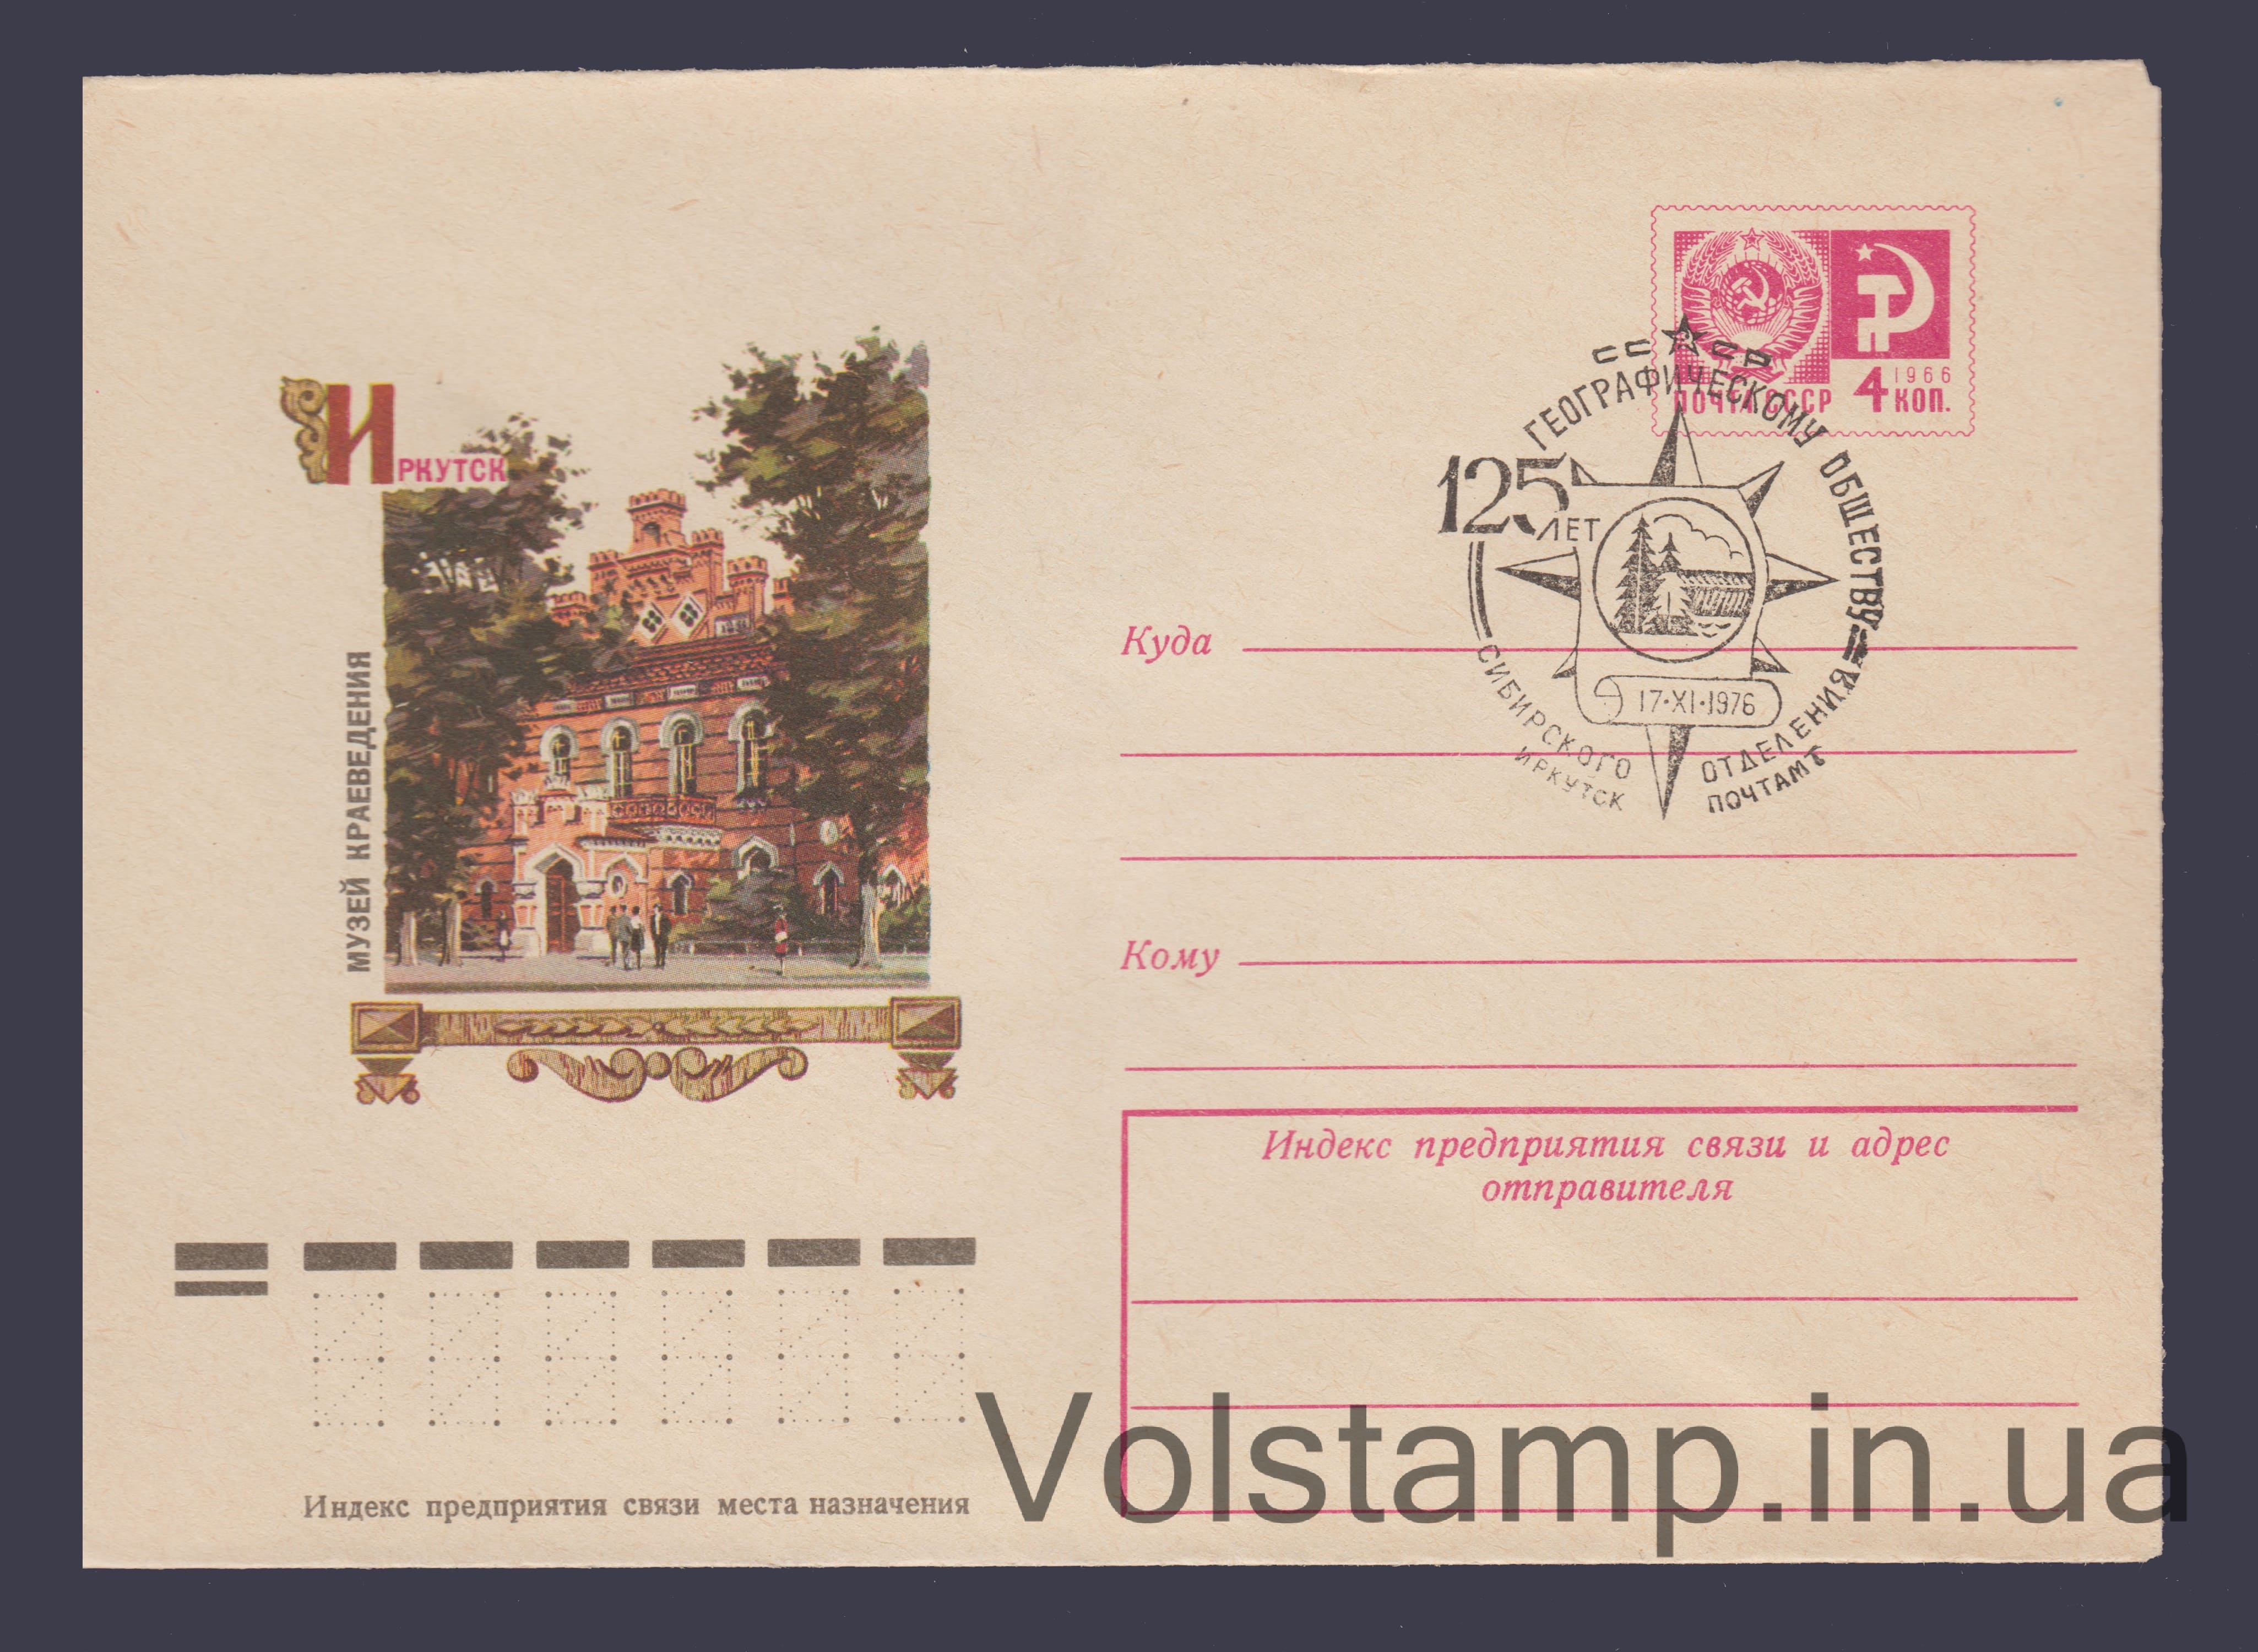 ИРКУТСК
МУЗЕЙ КРАЕВЕДЕНИЯ
ПОЧТА СССР 4 КОП.
1966
СССР
ГЕОГРАФИЧЕСКОМУ ОБЩЕСТВУ
125 ЛЕТ
17·XI·1976
СИБИРСКОГО ОТДЕЛЕНИЯ
ИРКУТСК ПОЧТАМТ
Куда
Кому
Индекс предприятия связи и адрес
отправителя
Индекс предприятия связи места назначения
Volstamp.in.ua